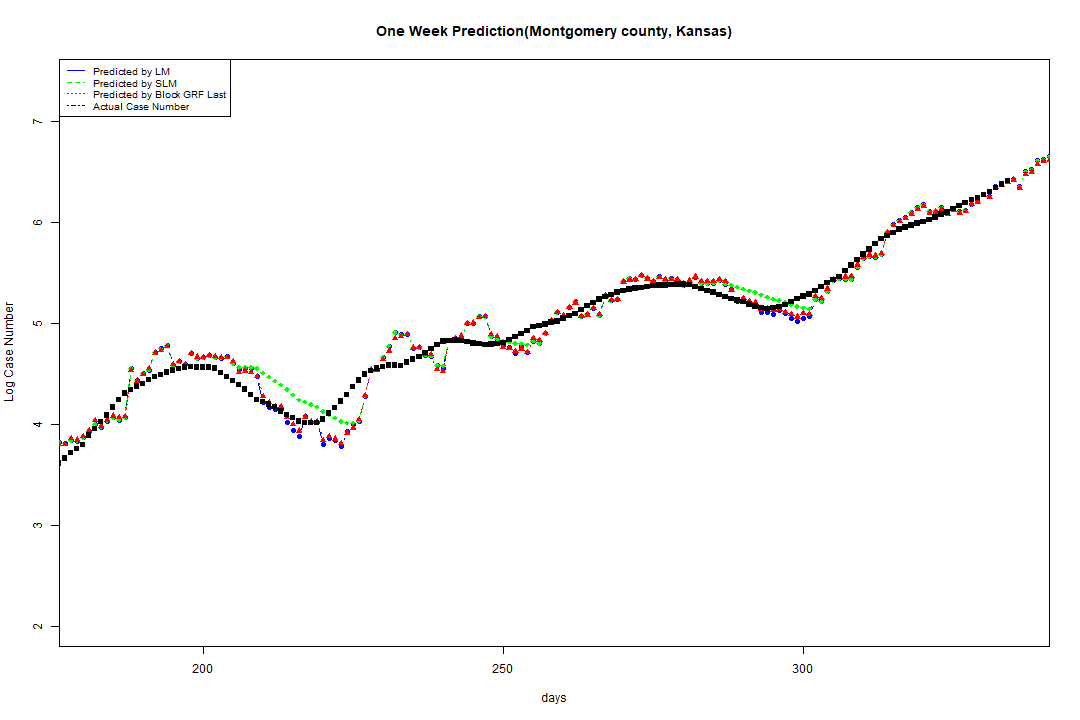 One Week Prediction(Montgomery county, Kansas)
Predicted by LM
Predicted by SLM
Predicted by Block GRF Last
Actual Case Number
7
6
5
4
3
2
Log Case Number
200
250
300
days